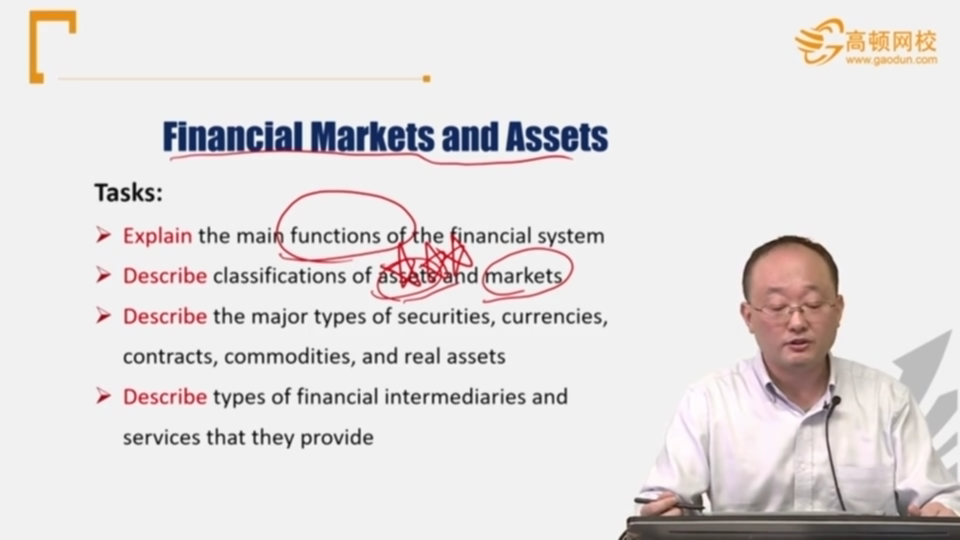 高顿网校
www.gaodun.com
Financial Markets and Assets
Tasks:
Explain the main functions of the financial system
Describe classifications of assets and markets
Describe the major types of securities, currencies,
contracts, commodities, and real assets
Describe types of financial intermediaries and
services that they provide